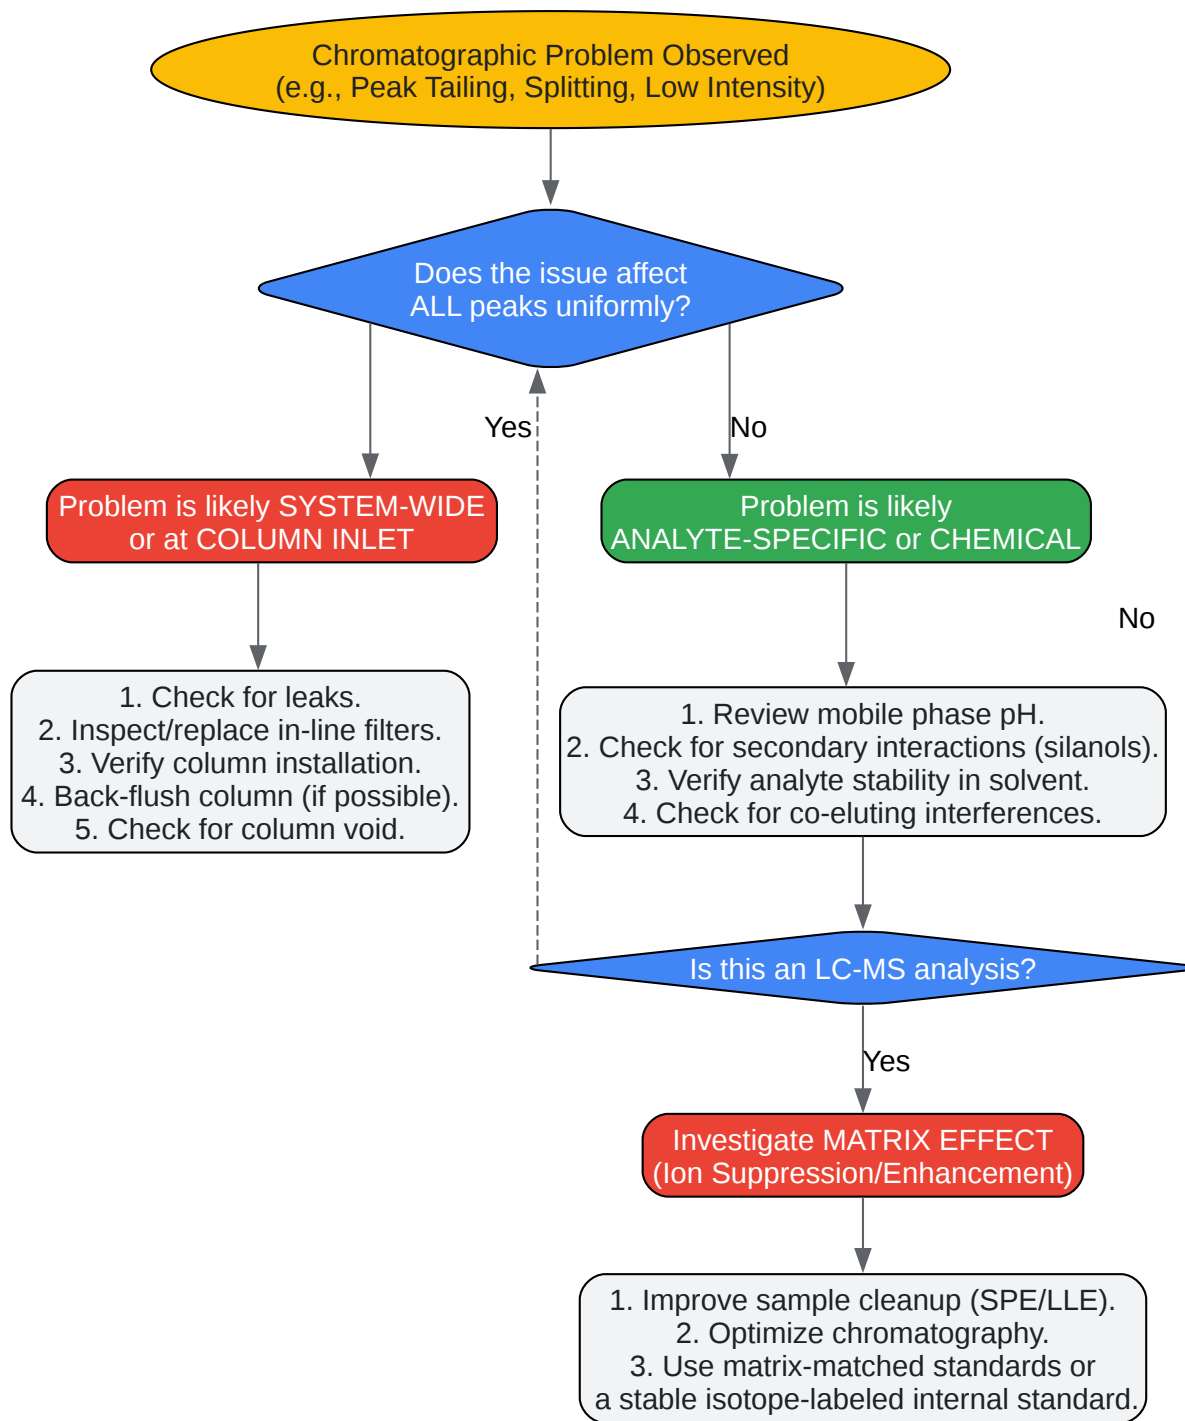 Chromatographic Problem Observed
(e.g., Peak Tailing, Splitting, Low Intensity)
Does the issue affect
ALL peaks uniformly?
Yes
No
Problem is likely SYSTEM-WIDE
or at COLUMN INLET
Problem is likely
ANALYTE-SPECIFIC or CHEMICAL
No
1. Check for leaks.
2. Inspect/replace in-line filters.
3. Verify column installation.
4. Back-flush column (if possible).
5. Check for column void.
1. Review mobile phase pH.
2. Check for secondary interactions (silanols).
3. Verify analyte stability in solvent.
4. Check for co-eluting interferences.
Is this an LC-MS analysis?
Yes
Investigate MATRIX EFFECT
(Ion Suppression/Enhancement)
1. Improve sample cleanup (SPE/LLE).
2. Optimize chromatography.
3. Use matrix-matched standards or
a stable isotope-labeled internal standard.